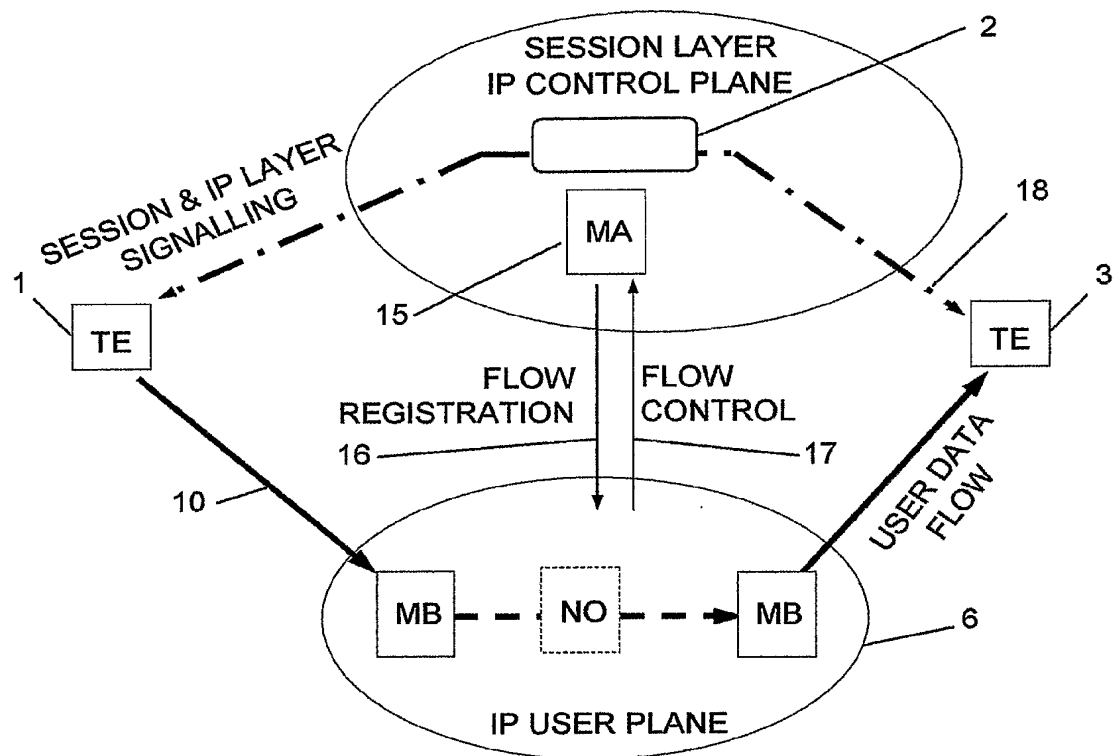 2
SESSION LAYER
IP CONTROL PLANE
SESSION & IP LAYER
SIGNALLING
18
1
MA
15
3
TE
TE
FLOW
REGISTRATION
FLOW
CONTROL
16
17
10
USER DATA
FLOW
MB
NO
MB
6
IP USER PLANE